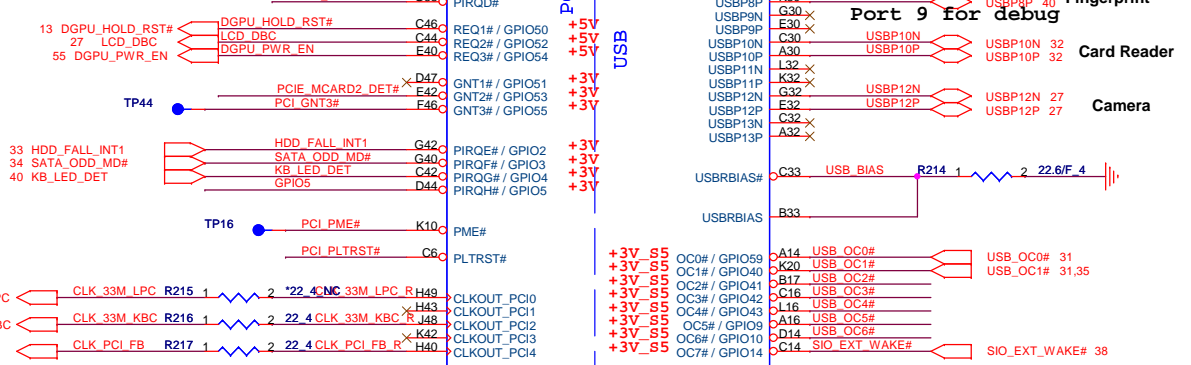 PIRQD#
USBP8P
USBP8P 40
Fingerprint
G30
USBP9N
Port 9 for debug
E30
USBP9P
13 DGPU_HOLD_RST#
DGPU_HOLD_RST#
C46
REQ1# / GPIO50
+5V
27 LCD_DBC
LCD_DBC
C44
REQ2# / GPIO52
+5V
55 DGPU_PWR_EN
DGPU_PWR_EN
E40
REQ3# / GPIO54
+5V
USB
C30
USBP10N
USBP10N
USBP10N 32
A30
USBP10P
USBP10P
USBP10P 32
Card Reader
L32
USBP11N
K32
USBP11P
D47
GNT1# / GPIO51
+3V
PCIE_MCARD2_DET#
E42
GNT2# / GPIO53
+3V
TP44
PCI_GNT3#
F46
GNT3# / GPIO55
+3V
G32
USBP12N
USBP12N
USBP12N 27
E32
USBP12P
USBP12P
USBP12P 27
Camera
C32
USBP13N
A32
USBP13P
33 HDD_FALL_INT1
HDD_FALL_INT1
G42
PIRQE# / GPIO2
+3V
34 SATA_ODD_MD#
SATA_ODD_MD#
G40
PIRQF# / GPIO3
+3V
40 KB_LED_DET
KB_LED_DET
C42
PIRQG# / GPIO4
+3V
GPIO5
D44
PIRQH# / GPIO5
+3V
USBRBIAS#
C33
USB_BIAS
R214
1
2
22.6/F_4
USBRBIAS
B33
TP16
PCI_PME#
K10
PME#
PCI_PLTRST#
C6
PLTRST#
+3V_S5
OC0# / GPIO59
A14
USB_OC0#
USB_OC0# 31
+3V_S5
OC1# / GPIO40
K20
USB_OC1#
USB_OC1# 31,35
+3V_S5
OC2# / GPIO41
B17
USB_OC2#
+3V_S5
OC3# / GPIO42
C16
USB_OC3#
+3V_S5
OC4# / GPIO43
L16
USB_OC4#
+3V_S5
OC5# / GPIO9
A16
USB_OC5#
+3V_S5
OC6# / GPIO10
D14
USB_OC6#
+3V_S5
OC7# / GPIO14
C14
SIO_EXT_WAKE#
SIO_EXT_WAKE# 38
CLK_33M_LPC
R215
1
2
*22_4_NC
CLK_33M_LPC_R
H49
CLKOUT_PCI0
H43
CLKOUT_PCI1
CLK_33M_KBC
R216
1
2
22_4
CLK_33M_KBC_R
J48
CLKOUT_PCI2
K42
CLKOUT_PCI3
CLK_PCI_FB
R217
1
2
22_4
CLK_PCI_FB_R
H40
CLKOUT_PCI4